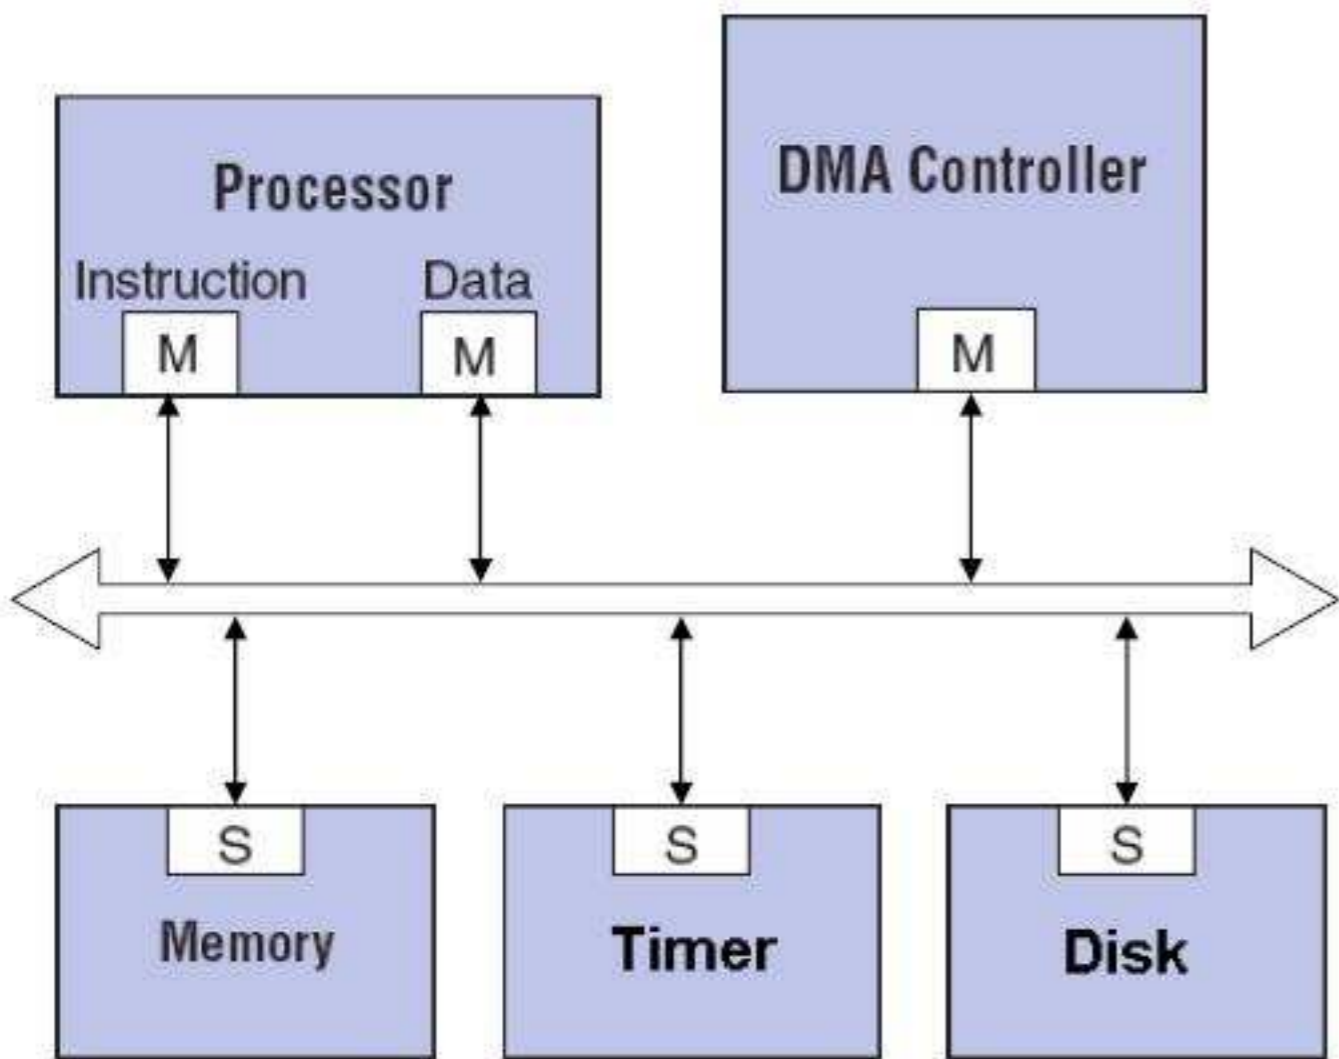 Processor
DMA Controller
Instruction
Data
M
M
M
S
S
S
Memory
Timer
Disk